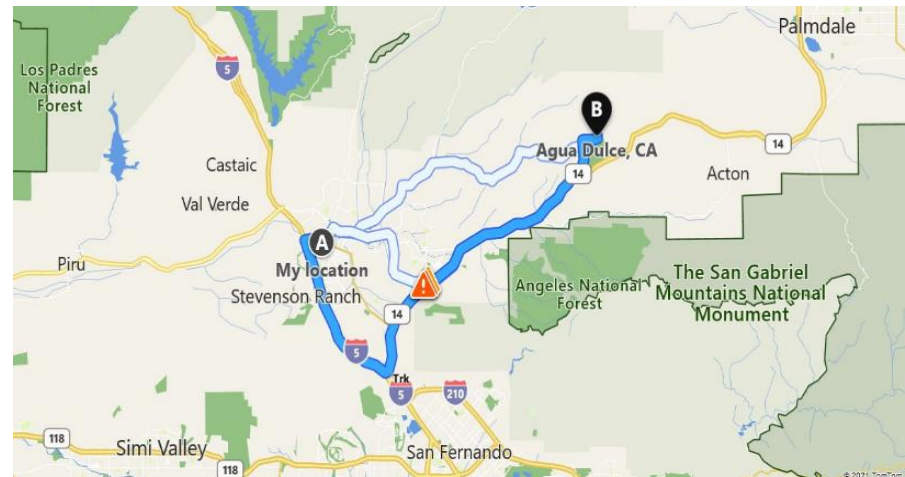 Palmdale
Los Padres
National
Forest
5
B
Agua Dulce, CA
14
14
Castaic
Acton
Val Verde
A
Piru
My location
Stevenson Ranch
Angeles National
Forest
The San Gabriel
Mountains National
Monument
14
5
Trk
5
210
118
Simi Valley
118
San Fernando
© 2021 TomTom